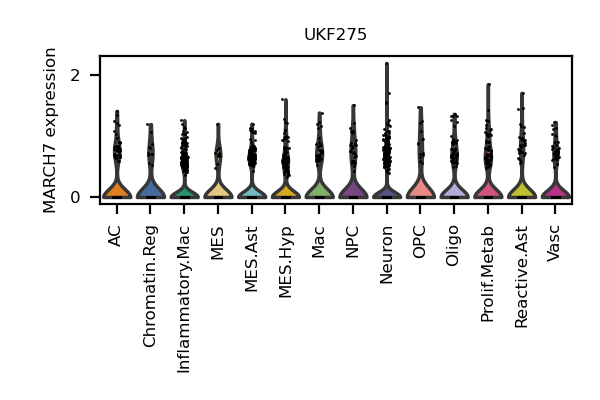 UKF275
MARCH7 expression
2
0
AC
Chromatin.Reg
Inflammatory.Mac
MES
MES.Ast
MES.Hyp
Mac
NPC
Neuron
OPC
Oligo
Prolif.Metab
Reactive.Ast
Vasc